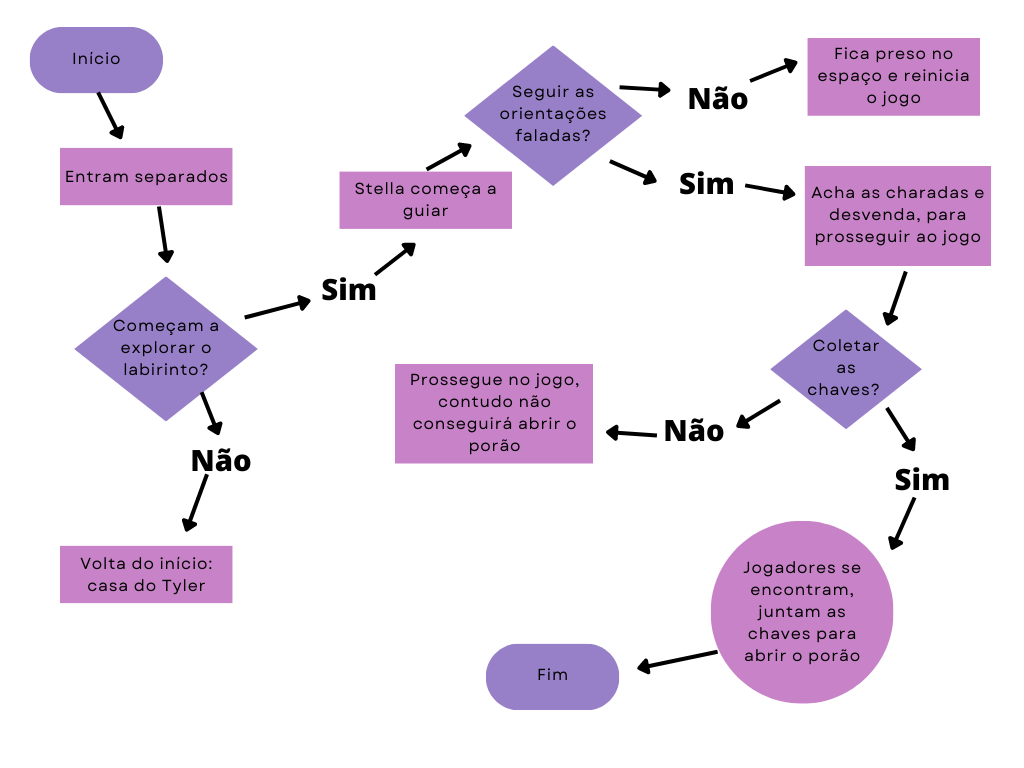 Início
Entram separados
Começam a
explorar o
labirinto?
Não
Volta do início:
casa do Tyler
Sim
Stella começa a
guiar
Seguir as
orientações
faladas?
Não
Fica preso no
espaço e reinicia
o jogo
Sim
Acha as charadas e
desvenda, para
prosseguir ao jogo
Coletar
as
chaves?
Não
Prossegue no jogo,
contudo não
conseguirá abrir o
porão
Sim
Jogadores se
encontram,
juntam as
chaves para
abrir o porão
Fim